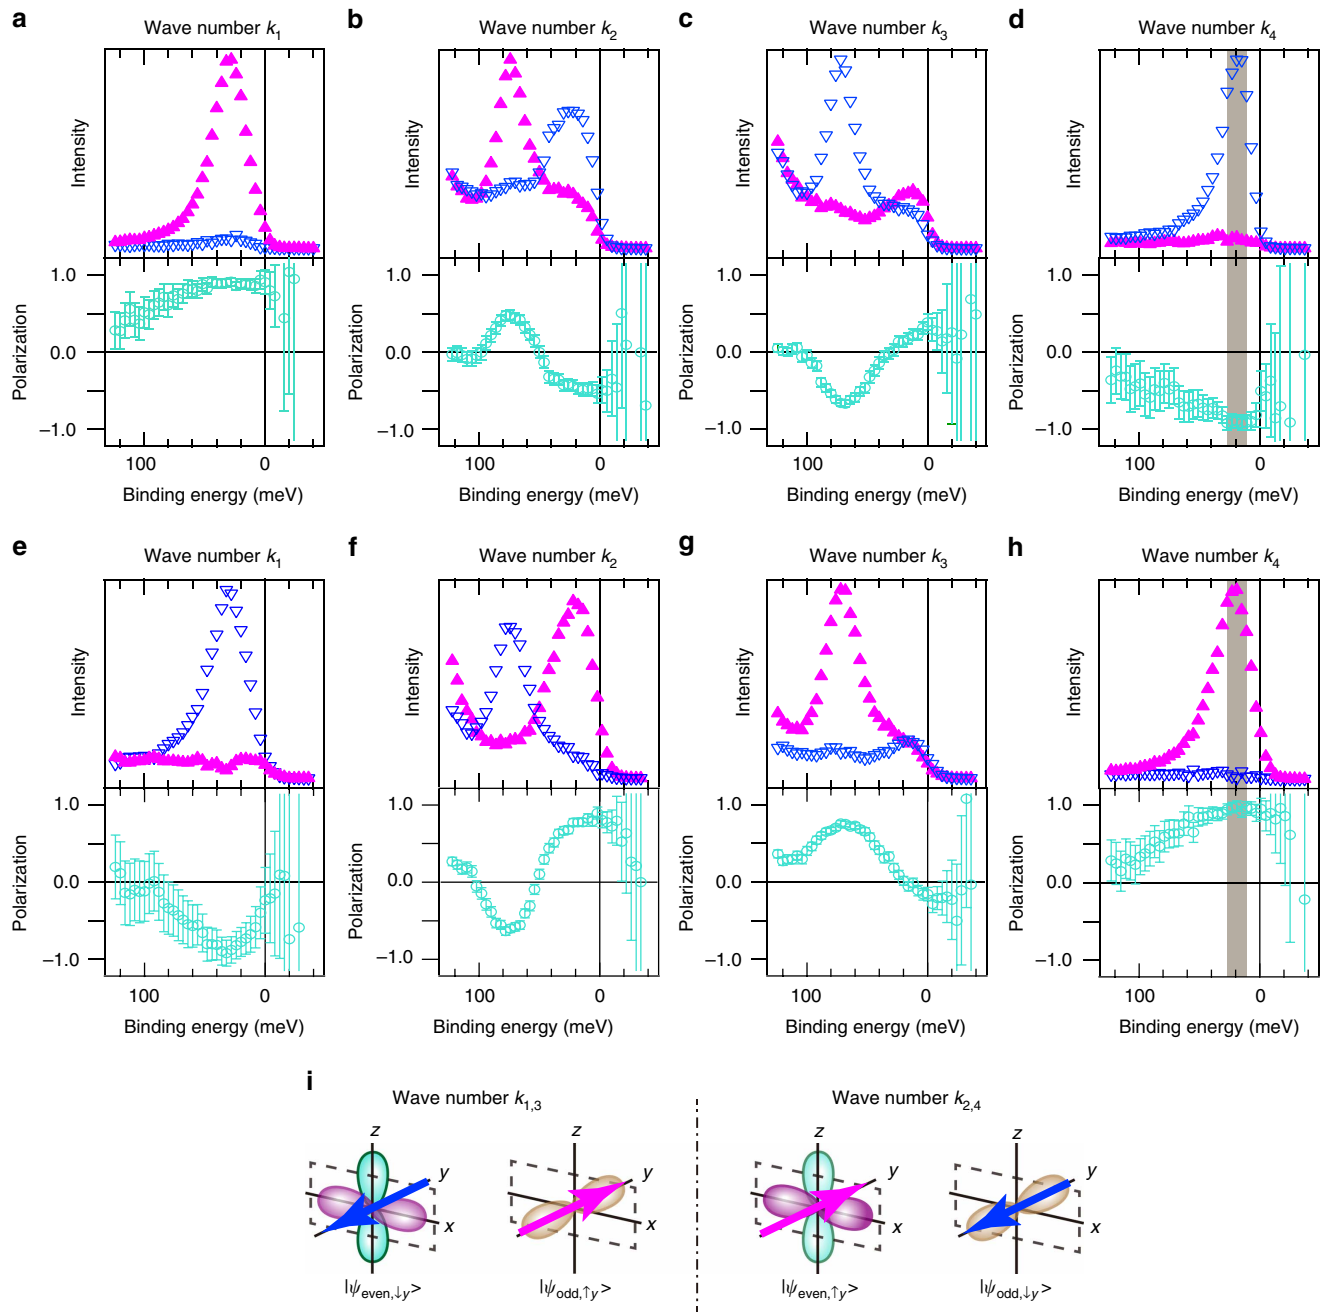 a
Wave number k1
Intensity
1.0
0.0
−1.0
Polarization
100
0
Binding energy (meV)
b
Wave number k2
Intensity
1.0
0.0
−1.0
Polarization
100
0
Binding energy (meV)
c
Wave number k3
Intensity
1.0
0.0
−1.0
Polarization
100
0
Binding energy (meV)
d
Wave number k4
Intensity
1.0
0.0
−1.0
Polarization
100
0
Binding energy (meV)
e
Wave number k1
Intensity
1.0
0.0
−1.0
Polarization
100
0
Binding energy (meV)
f
Wave number k2
Intensity
1.0
0.0
−1.0
Polarization
100
0
Binding energy (meV)
g
Wave number k3
Intensity
1.0
0.0
−1.0
Polarization
100
0
Binding energy (meV)
h
Wave number k4
Intensity
1.0
0.0
−1.0
Polarization
100
0
Binding energy (meV)
i
Wave number k1,3
z
y
x
|ψeven,↓y>
z
y
x
|ψodd,↑y>
Wave number k2,4
z
y
x
|ψeven,↑y>
z
y
x
|ψodd,↓y>